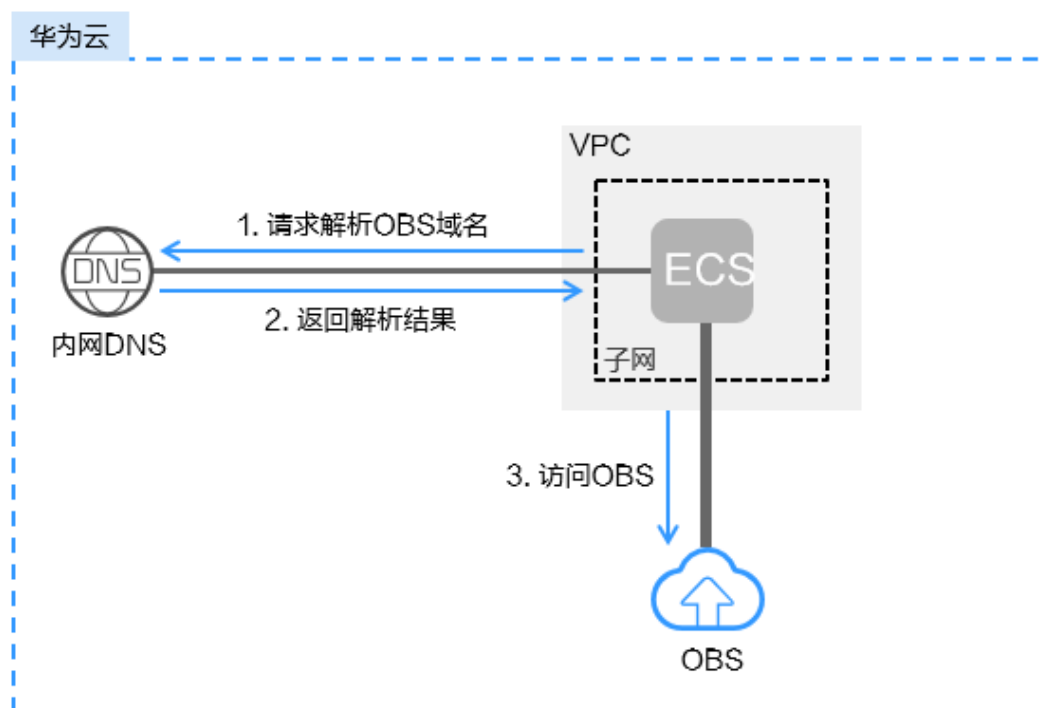 华为云
VPC
1. 请求解析OBS域名
DNS
ECS
2. 返回解析结果
内网DNS
子网
3. 访问OBS
OBS